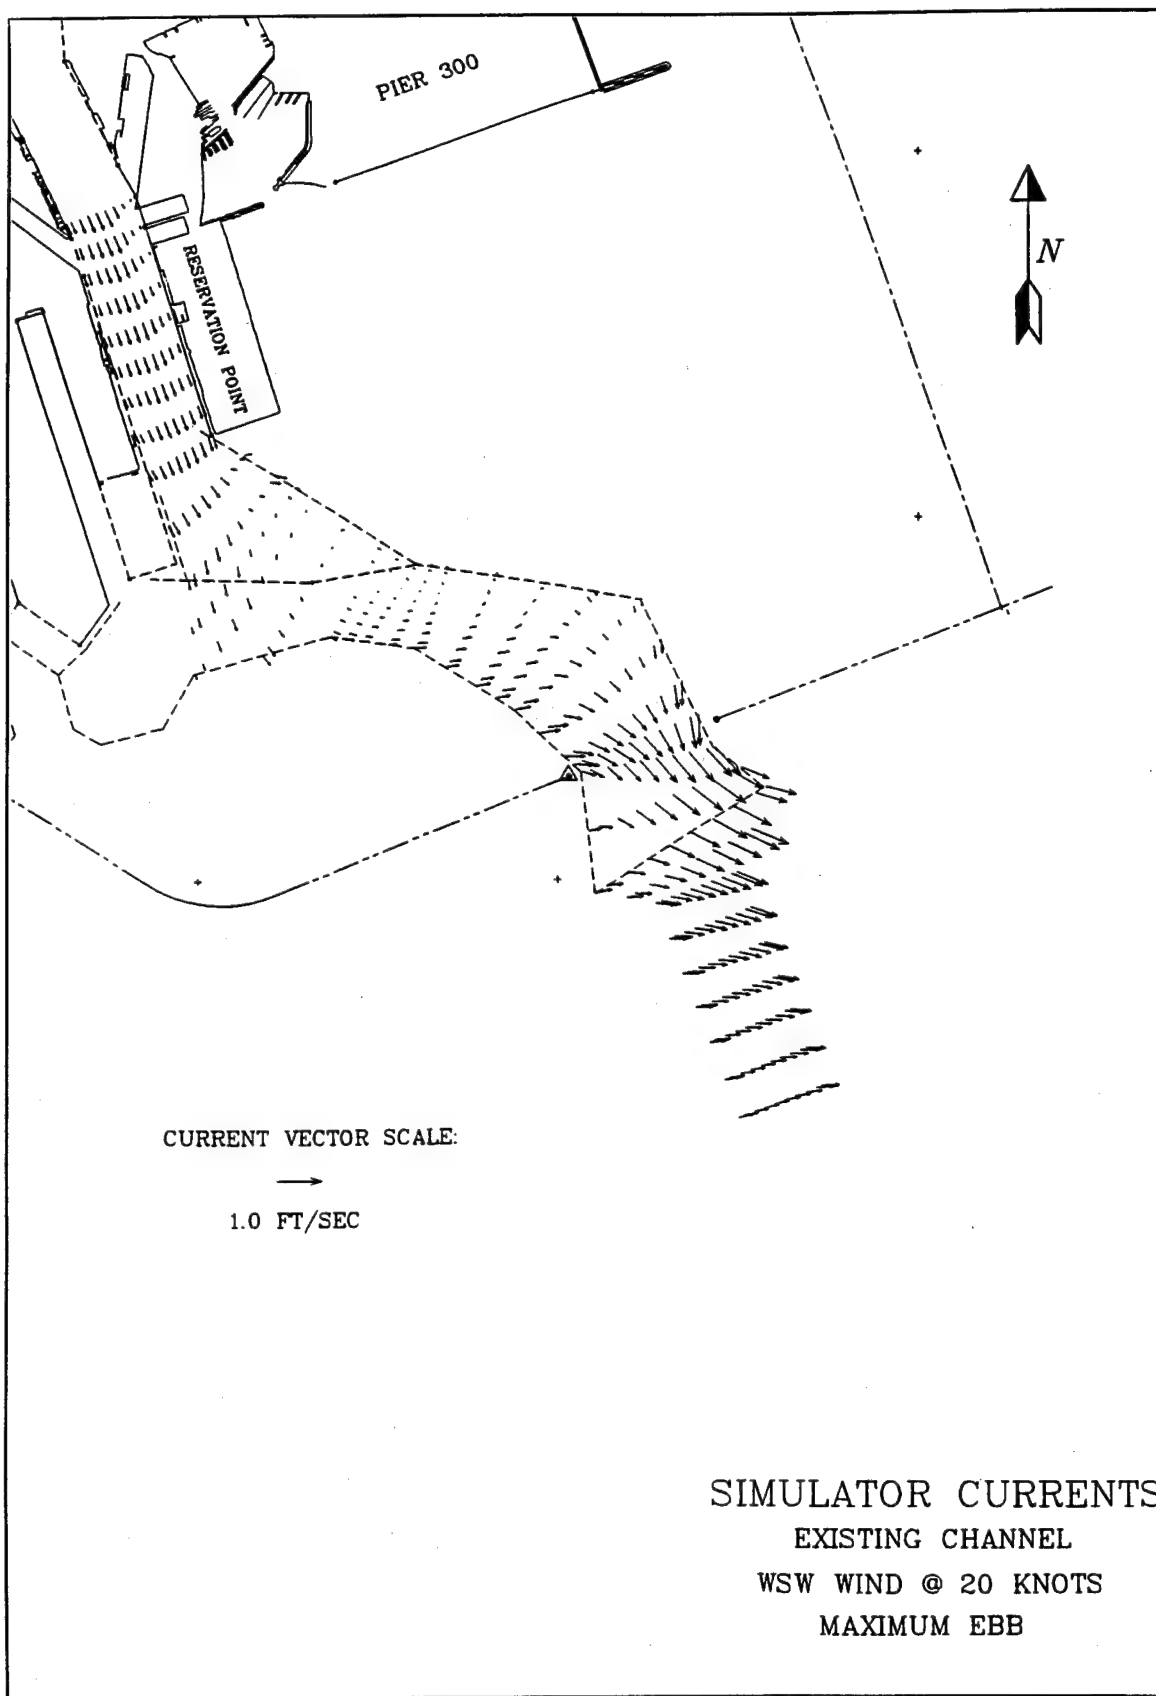 PIER 300
N
RESERVATION POINT
CURRENT VECTOR SCALE:
1.0 FT/SEC
SIMULATOR CURRENTS
EXISTING CHANNEL
WSW WIND @ 20 KNOTS
MAXIMUM EBB